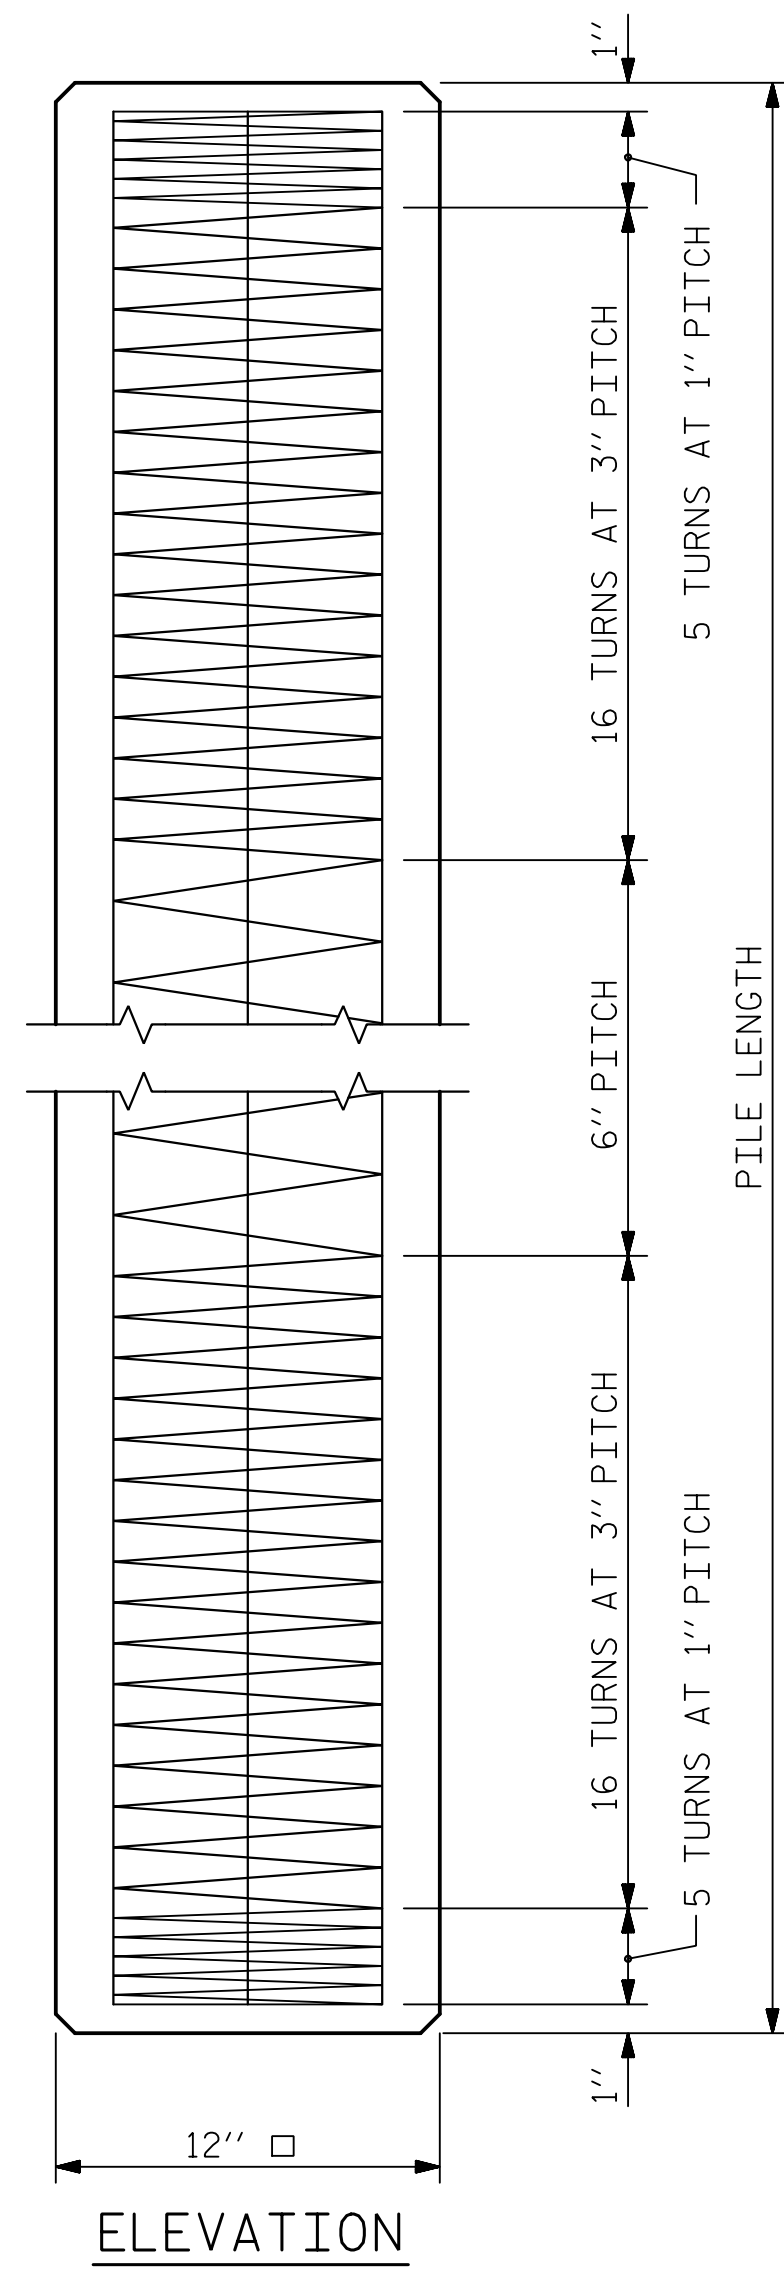 1″
5 TURNS AT 1″ PITCH
16 TURNS AT 3″ PITCH
6″ PITCH
PILE LENGTH
16 TURNS AT 3″ PITCH
5 TURNS AT 1″ PITCH
1″
12″ □
ELEVATION